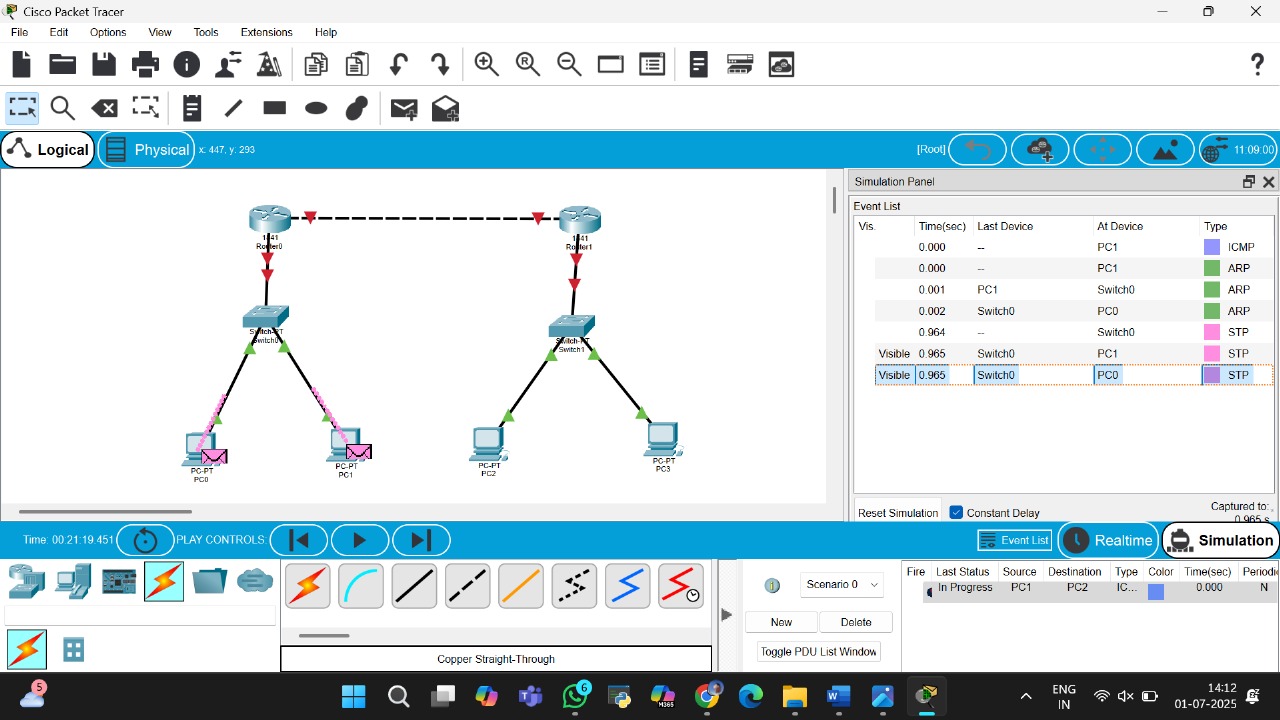 Cisco Packet Tracer
File Edit Options View Tools Extensions Help
Logical Physical x: 447, y: 293 [Root] 11:09:00
Simulation Panel
Event List
Vis. Time(sec) Last Device At Device Type
0.000 -- PC1 ICMP
0.000 -- PC1 ARP
0.001 PC1 Switch0 ARP
0.002 Switch0 PC0 ARP
0.964 -- Switch0 STP
Visible 0.965 Switch0 PC1 STP
Visible 0.965 Switch0 PC0 STP
Router1
Switch-PT
Switch1
PC-PT
PC0
PC-PT
PC1
PC-PT
PC2
PC-PT
PC3
Reset Simulation Constant Delay Captured to:
0.965 s
Time: 00:21:19.451 PLAY CONTROLS: Event List Realtime Simulation
Scenario 0
New Delete
Toggle PDU List Window
Fire Last Status Source Destination Type Color Time(sec) Periodi
In Progress PC1 PC2 IC... 0.000 N
Copper Straight-Through
5
6
M365
ENG
IN
14:12
01-07-2025